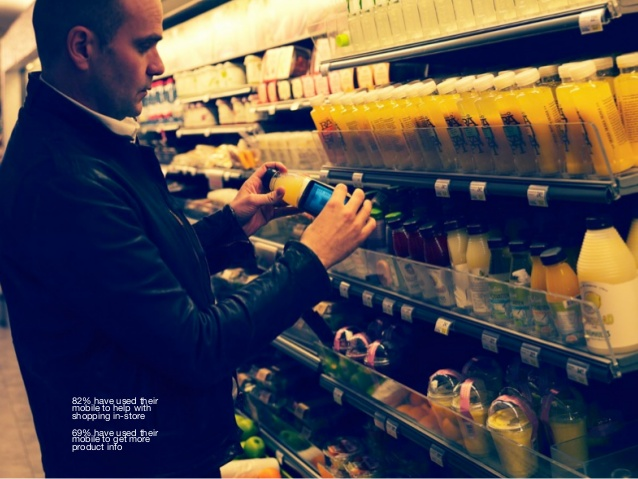 82% have used their
mobile to help with
shopping in-store
69% have used their
mobile to get more
product info